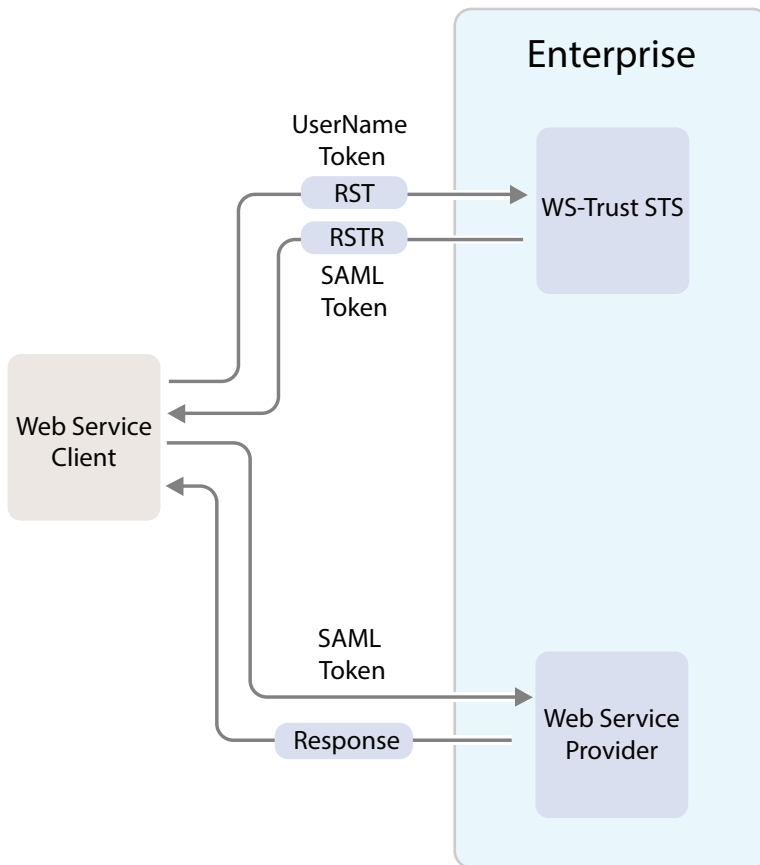 Enterprise
UserName
Token
RST
WS-Trust STS
RSTR
SAML
Token
Web Service
Client
SAML
Token
Web Service
Provider
Response